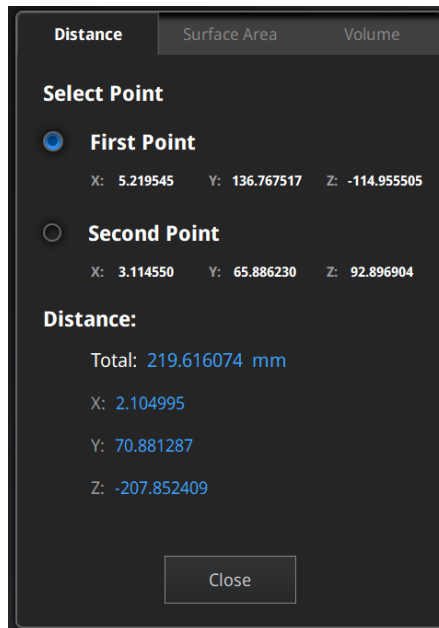 Distance Surface Area Volume
Select Point
First Point
X: 5.219545 Y: 136.767517 Z: -114.955505
Second Point
X: 3.114550 Y: 65.886230 Z: 92.896904
Distance:
Total: 219.616074 mm
X: 2.104995
Y: 70.881287
Z: -207.852409
Close